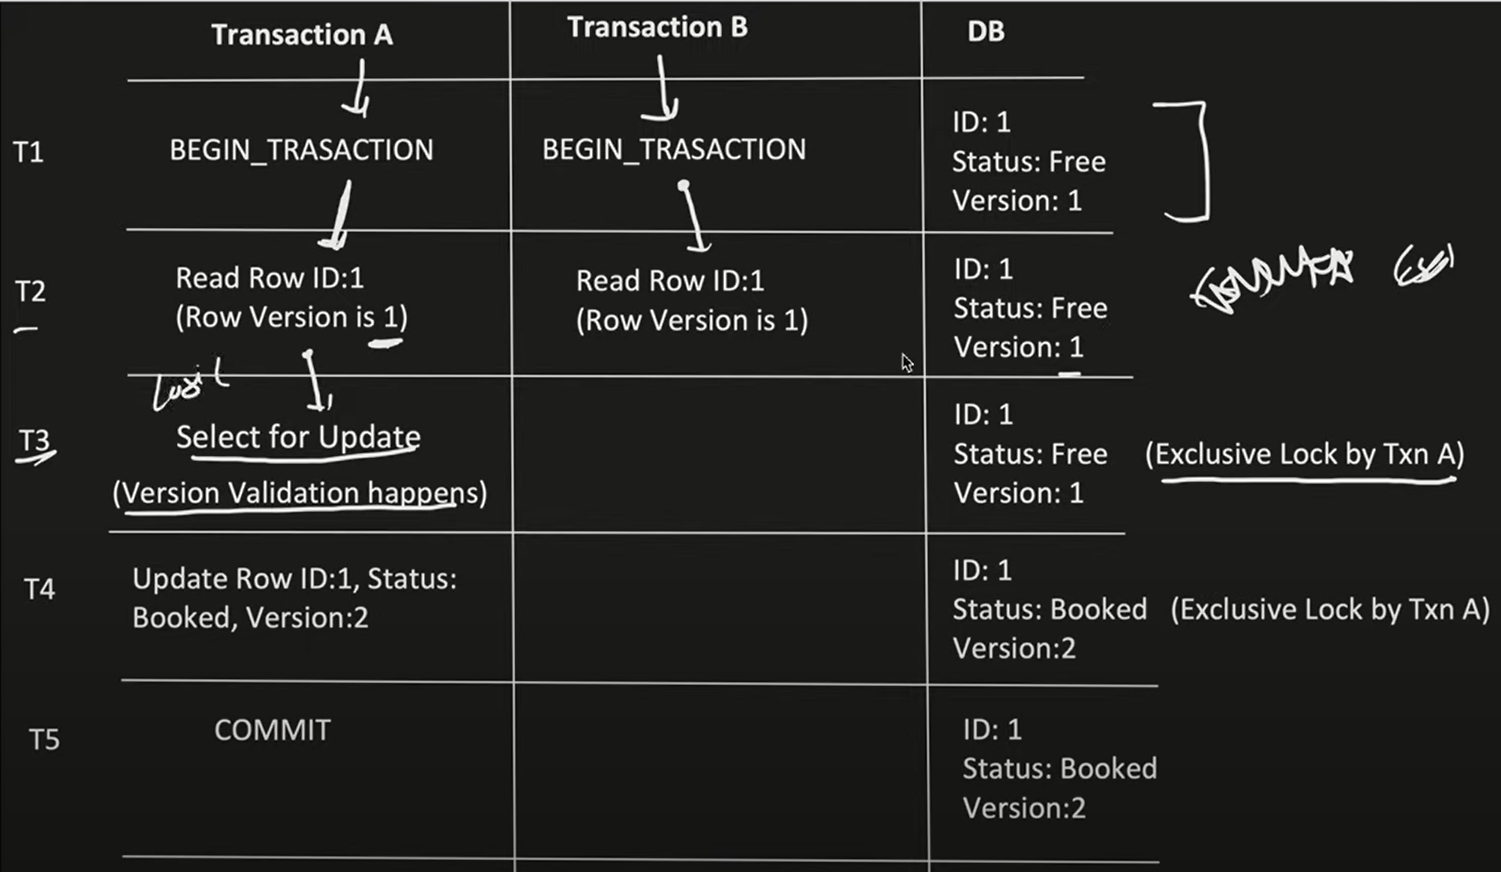 Transaction A
Transaction B
DB
T1
BEGIN_TRASACTION
BEGIN_TRASACTION
ID: 1
Status: Free
Version: 1
T2
Read Row ID:1
(Row Version is 1)
Read Row ID:1
(Row Version is 1)
ID: 1
Status: Free
Version: 1
T3
Select for Update
(Version Validation happens)
ID: 1
Status: Free
Version: 1
(Exclusive Lock by Txn A)
T4
Update Row ID:1, Status:
Booked, Version:2
ID: 1
Status: Booked
Version:2
(Exclusive Lock by Txn A)
T5
COMMIT
ID: 1
Status: Booked
Version:2